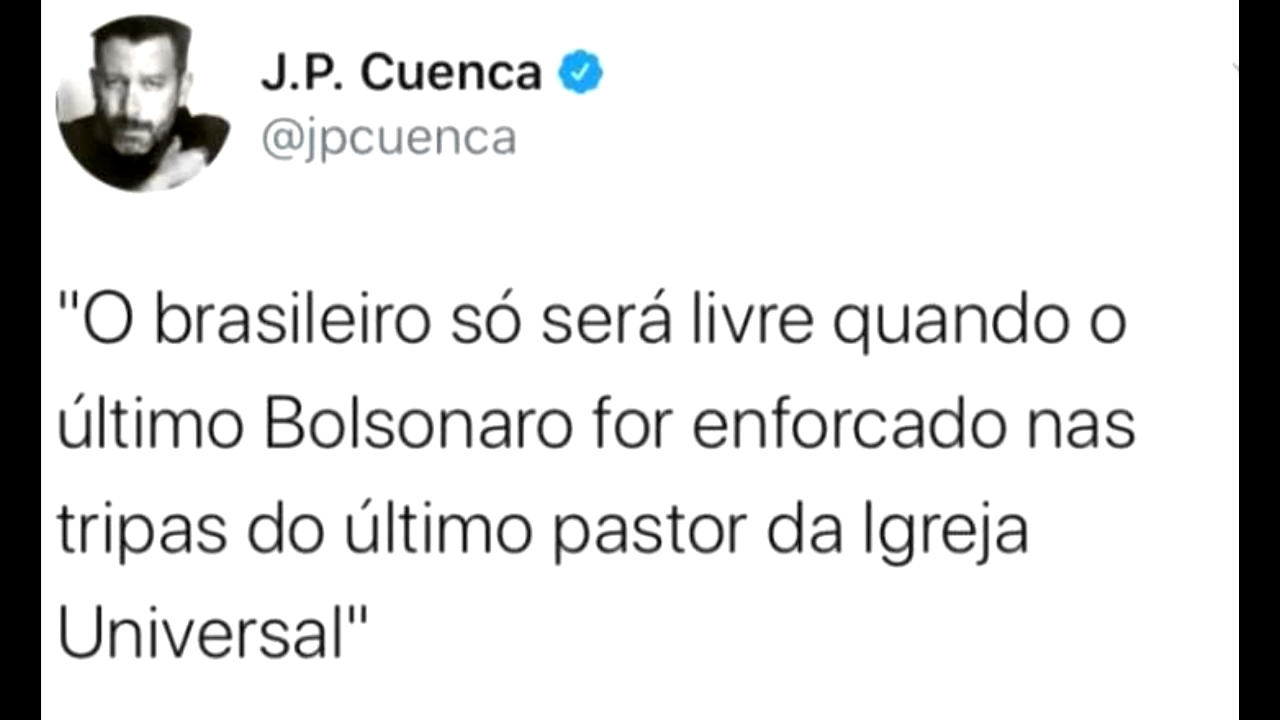 J.P. Cuenca
@jpcuenca
"O brasileiro só será livre quando o
último Bolsonaro for enforcado nas
tripas do último pastor da Igreja
Universal"